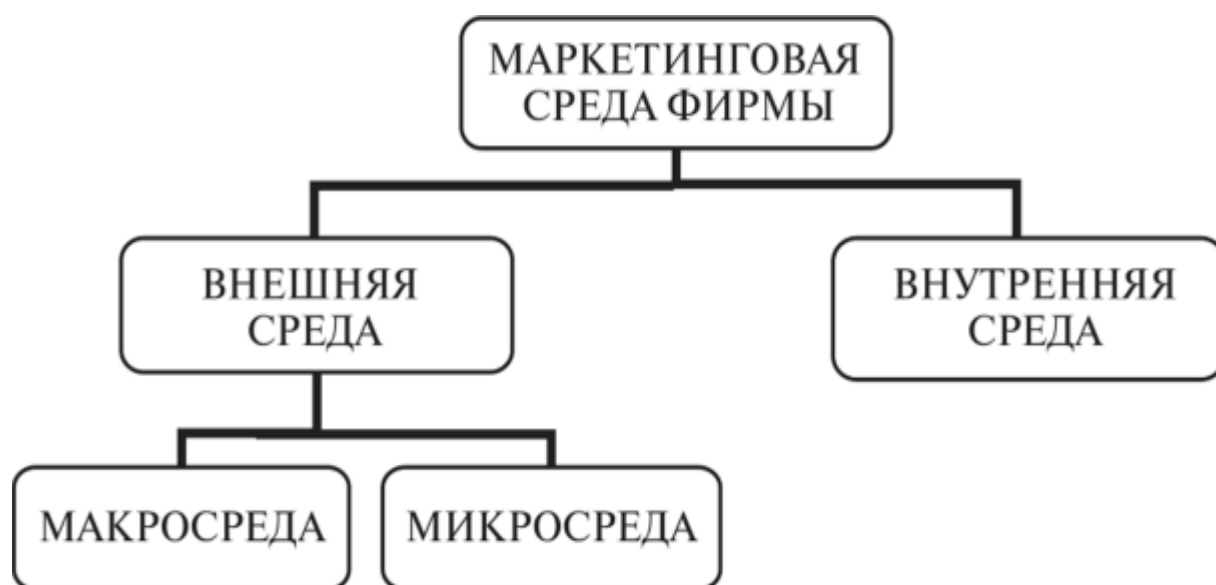 МАРКЕТИНГОВАЯ
СРЕДА ФИРМЫ
ВНЕШНЯЯ
СРЕДА
ВНУТРЕННЯЯ
СРЕДА
МАКРОСРЕДА
МИКРОСРЕДА